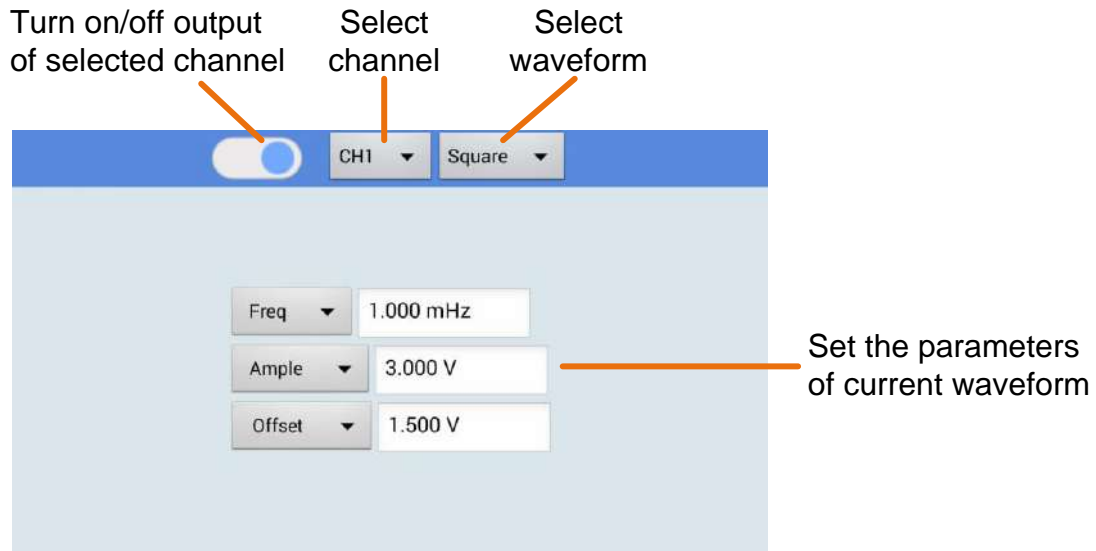 Turn on/off output
of selected channel
Select
channel
Select
waveform
CH1
Square
Freq
1.000 mHz
Ample
3.000 V
Offset
1.500 V
Set the parameters
of current waveform